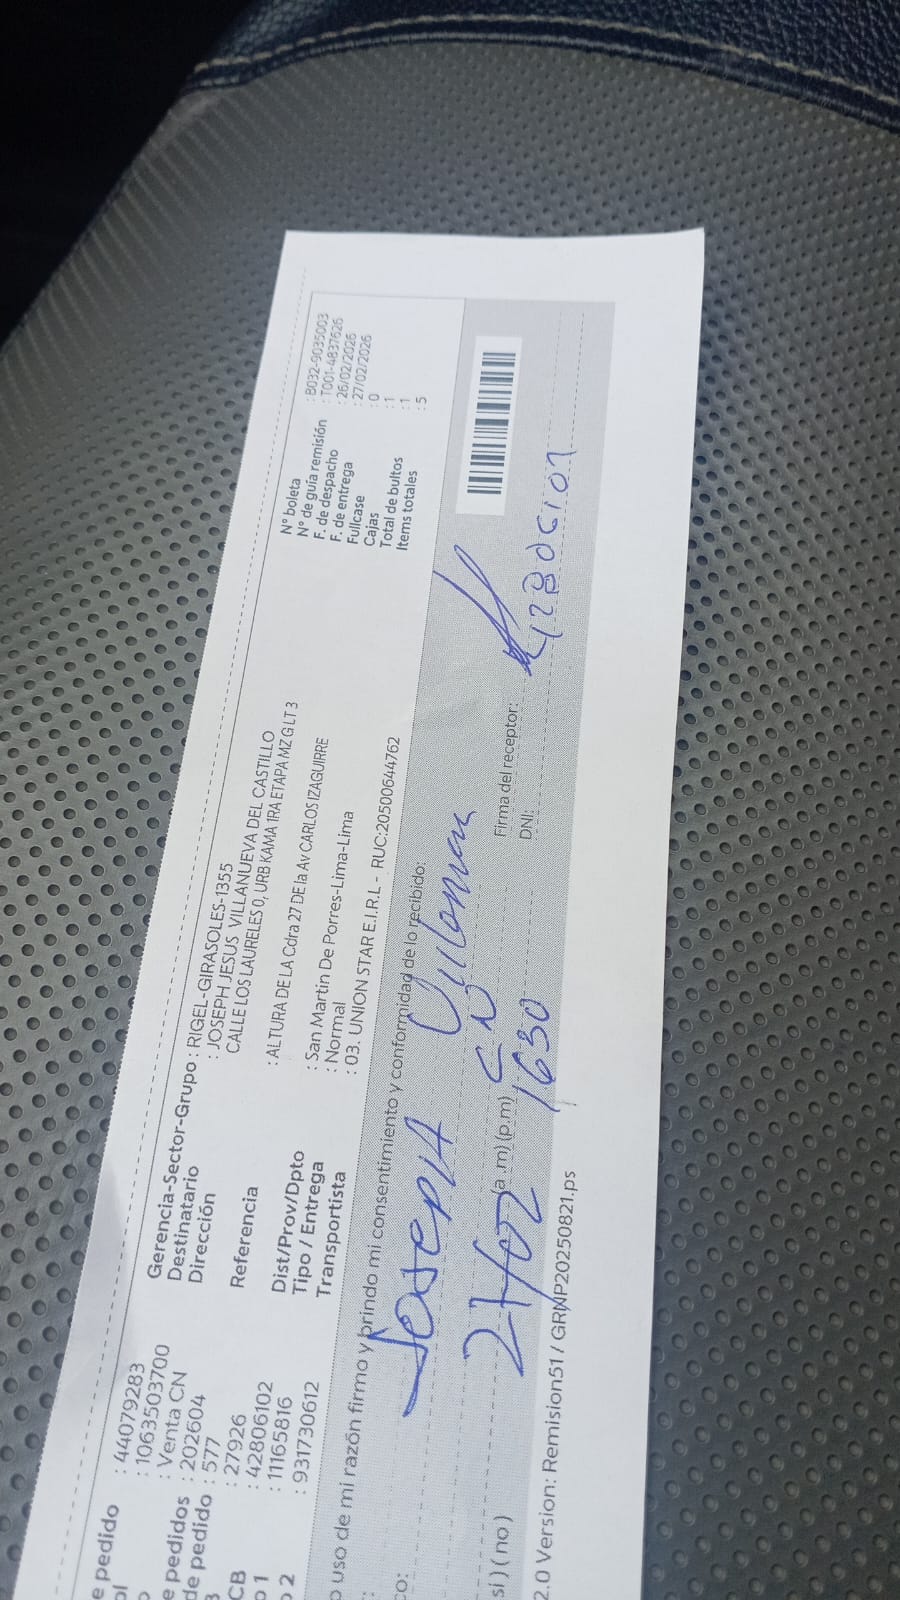 e pedido : 44079283
ol : 1063503700
o : Venta CN
e pedidos : 202604
de pedido : 577
: 27926
CB : 42806102
o 1 : 11165816
o 2 : 931730612
Gerencia-Sector-Grupo : RIGEL-GIRASOLES-1355
Destinatario : JOSEPH JESUS VILLANUEVA DEL CASTILLO
Dirección CALLE LOS LAURELES 0, URB KAMA 1RA ETAPA MZ G LT 3
Referencia : ALTURA DE LA Cdra 27 DE la Av CARLOS IZAGUIRRE
Dist/Prov/Dpto : San Martin De Porres-Lima-Lima
Tipo / Entrega : Normal
Transportista : 03. UNION STAR E.I.R.L - RUC:20500644762
N° boleta : B032-9035003
N° de guía remisión : T001-4837626
F. de despacho : 26/02/2026
F. de entrega : 27/02/2026
Fullcase : 0
Cajas : 1
Total de bultos : 1
Items totales : 5
o uso de mi razón firmo y brindo mi consentimiento y conformidad de lo recibido:
Joseph
co:
Firma del receptor:
si ) ( no )
27/02 (a.m) (p.m) 1630
DNI:
2.0 Version: Remision51 / GRNP20250821.ps